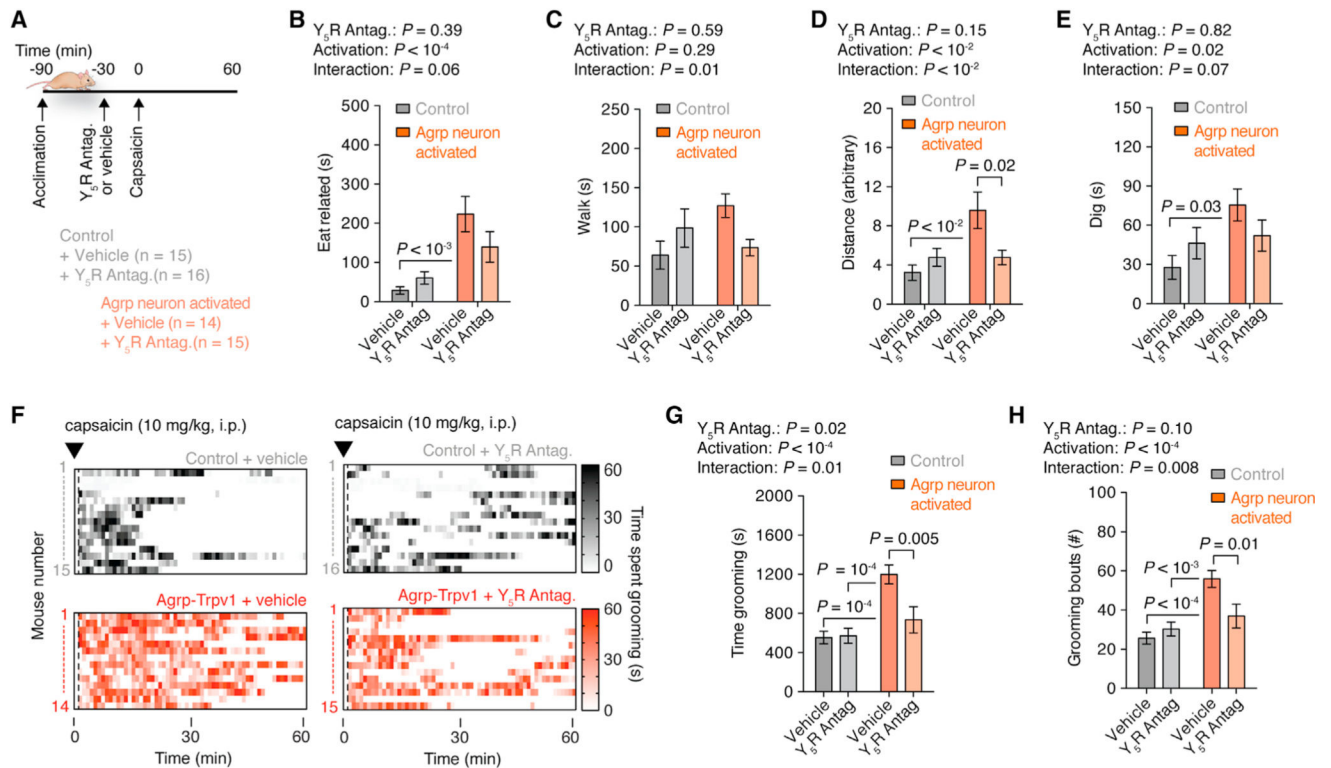 A
Time (min)
-90
-30
0
60
Acclimation
Y5R Antag.
or vehicle
Capsaicin
Control
+ Vehicle (n = 15)
+ Y5R Antag.(n = 16)
Agrp neuron activated
+ Vehicle (n = 14)
+ Y5R Antag.(n = 15)
B
Y5R Antag.: P = 0.39
Activation: P < 10-4
Interaction: P = 0.06
Control
Agrp neuron
activated
Eat related (s)
500
400
300
200
100
0
P < 10-3
Vehicle
Y5R Antag
Vehicle
Y5R Antag
C
Y5R Antag.: P = 0.59
Activation: P = 0.29
Interaction: P = 0.01
Control
Agrp neuron
activated
Walk (s)
250
200
150
100
50
0
Vehicle
Y5R Antag
Vehicle
Y5R Antag
D
Y5R Antag.: P = 0.15
Activation: P < 10-2
Interaction: P < 10-2
Control
Agrp neuron
activated
Distance (arbitrary)
20
16
12
8
4
0
P = 0.02
P < 10-2
Vehicle
Y5R Antag
Vehicle
Y5R Antag
E
Y5R Antag.: P = 0.82
Activation: P = 0.02
Interaction: P = 0.07
Control
Agrp neuron
activated
Dig (s)
150
120
90
60
30
0
P = 0.03
Vehicle
Y5R Antag
Vehicle
Y5R Antag
F
capsaicin (10 mg/kg, i.p.)
capsaicin (10 mg/kg, i.p.)
Control + vehicle
Control + Y5R Antag.
1
15
1
16
60
30
0
Agrp-Trpv1 + vehicle
Agrp-Trpv1 + Y5R Antag.
1
14
1
15
60
30
0
Mouse number
Time spent grooming (s)
0
30
60
0
30
60
Time (min)
Time (min)
G
Y5R Antag.: P = 0.02
Activation: P < 10-4
Interaction: P = 0.01
Control
Agrp neuron
activated
Time grooming (s)
2000
1600
1200
800
400
0
P = 0.005
P = 10-4
P = 10-4
Vehicle
Y5R Antag
Vehicle
Y5R Antag
H
Y5R Antag.: P = 0.10
Activation: P < 10-4
Interaction: P = 0.008
Control
Agrp neuron
activated
Grooming bouts (#)
100
80
60
40
20
0
P = 0.01
P < 10-3
P < 10-4
Vehicle
Y5R Antag
Vehicle
Y5R Antag